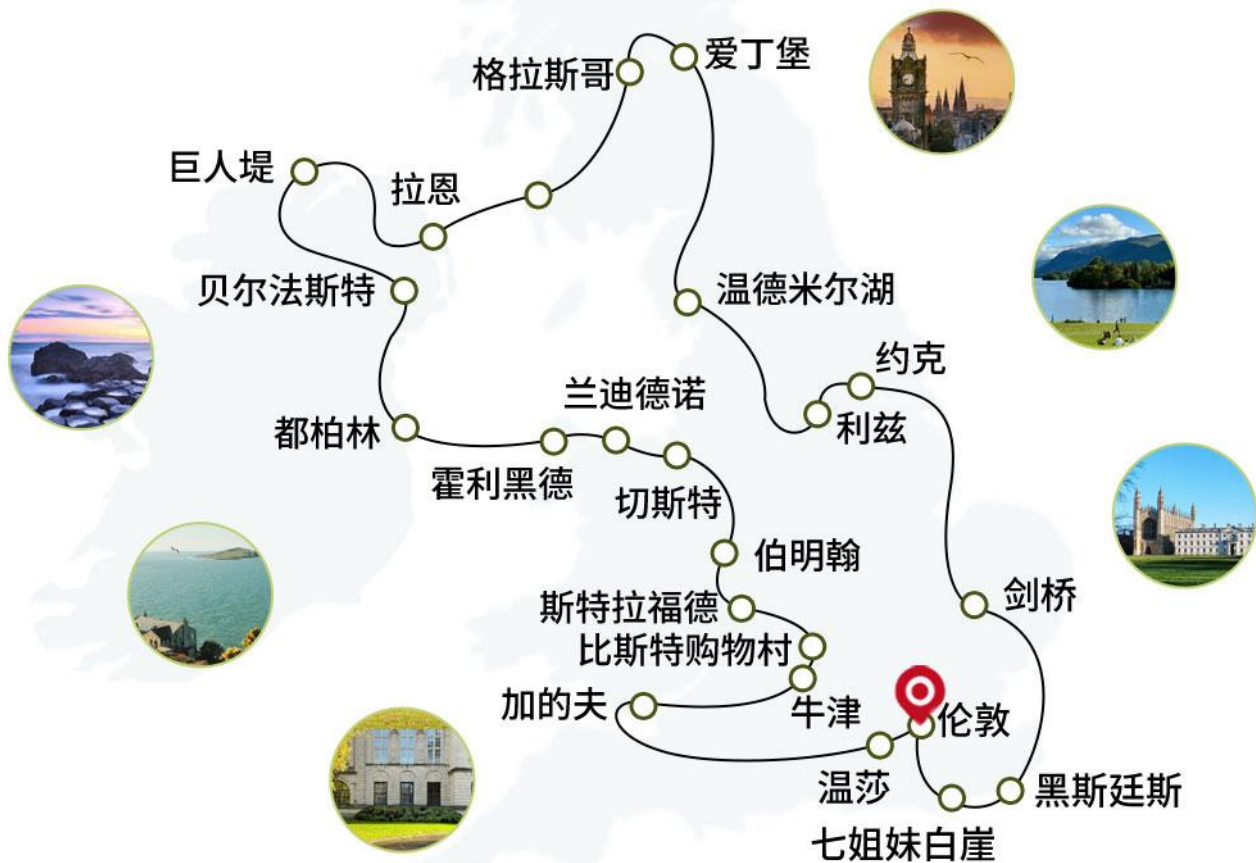 爱丁堡
格拉斯哥
巨人堤
拉恩
贝尔法斯特
温德米尔湖
约克
兰迪德诺
利兹
都柏林
霍利黑德
切斯特
伯明翰
斯特拉福德
剑桥
比斯特购物村
加的夫
牛津
伦敦
温莎
黑斯廷斯
七姐妹白崖